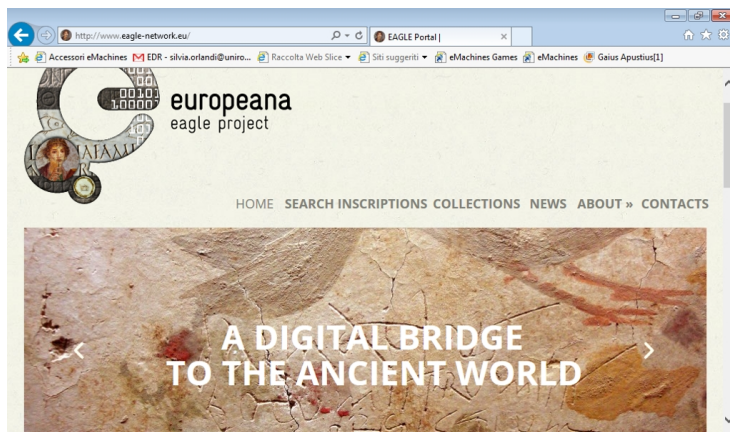 http://www.eagle-network.eu/
EAGLE Portal |
Accessori eMachines
EDR - silvia.orlandi@uniro...
Raccolta Web Slice
Siti suggeriti
eMachines Games
eMachines
Gaius Apustius[1]
europeana
eagle project
HOME SEARCH INSCRIPTIONS COLLECTIONS NEWS ABOUT » CONTACTS
A DIGITAL BRIDGE
TO THE ANCIENT WORLD